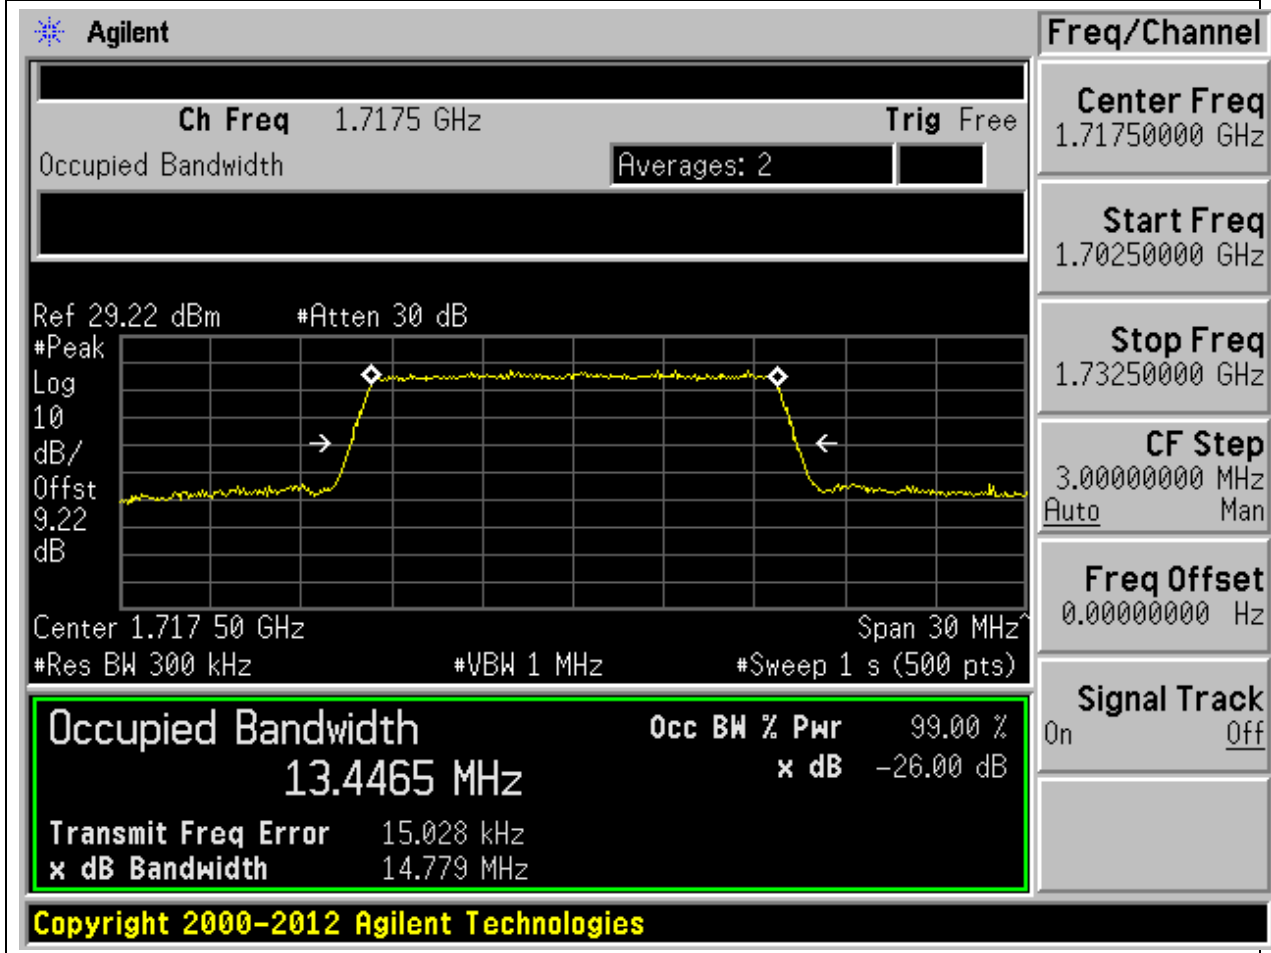 Agilent
Freq/Channel
Ch Freq 1.7175 GHz Trig Free
Occupied Bandwidth Averages: 2
Center Freq
1.71750000 GHz
Start Freq
1.70250000 GHz
Stop Freq
1.73250000 GHz
CF Step
3.00000000 MHz
Auto Man
Freq Offset
0.00000000 Hz
Signal Track
On Off
Ref 29.22 dBm #Atten 30 dB
#Peak
Log
10
dB/
Offst
9.22
dB
Center 1.717 50 GHz Span 30 MHz^
#Res BW 300 kHz #VBW 1 MHz #Sweep 1 s (500 pts)
Occupied Bandwidth Occ BW % Pwr 99.00 %
13.4465 MHz x dB -26.00 dB
Transmit Freq Error 15.028 kHz
x dB Bandwidth 14.779 MHz
Copyright 2000-2012 Agilent Technologies